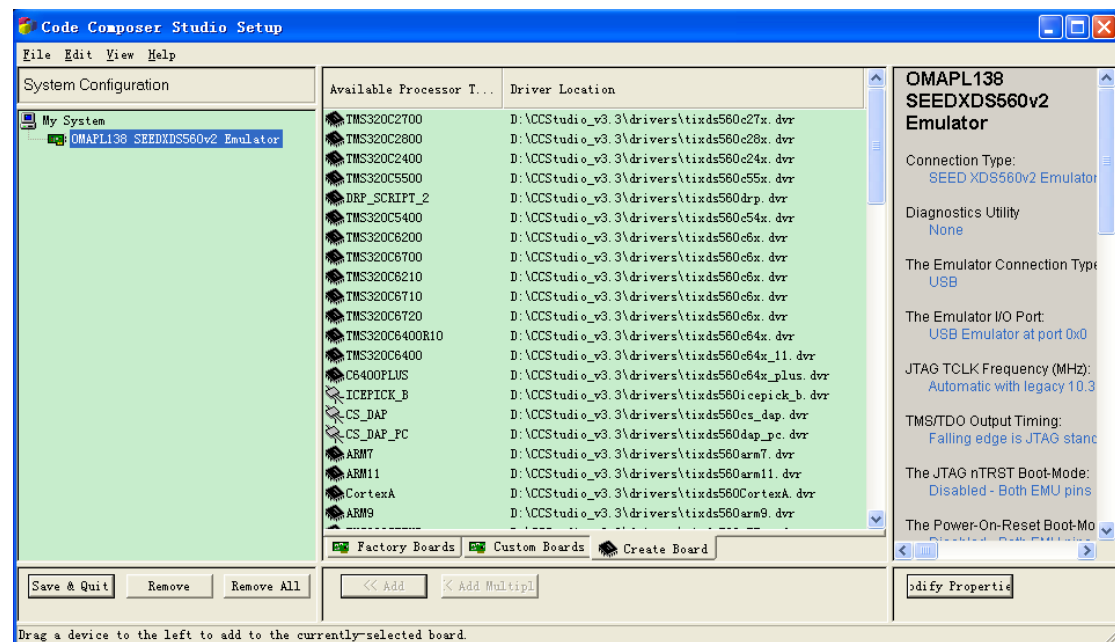 Code Composer Studio Setup
File Edit View Help
System Configuration
My System
OMAPL138 SEEDXDS560v2 Emulator
Available Processor T... Driver Location
TMS320C2700 D:\CCStudio_v3.3\drivers\tixds560c27x.dvr
TMS320C2800 D:\CCStudio_v3.3\drivers\tixds560c28x.dvr
TMS320C2400 D:\CCStudio_v3.3\drivers\tixds560c24x.dvr
TMS320C5500 D:\CCStudio_v3.3\drivers\tixds560c55x.dvr
DRP_SCRIPT_2 D:\CCStudio_v3.3\drivers\tixds560drp.dvr
TMS320C5400 D:\CCStudio_v3.3\drivers\tixds560c54x.dvr
TMS320C6200 D:\CCStudio_v3.3\drivers\tixds560c6x.dvr
TMS320C6700 D:\CCStudio_v3.3\drivers\tixds560c6x.dvr
TMS320C6210 D:\CCStudio_v3.3\drivers\tixds560c6x.dvr
TMS320C6710 D:\CCStudio_v3.3\drivers\tixds560c6x.dvr
TMS320C6720 D:\CCStudio_v3.3\drivers\tixds560c6x.dvr
TMS320C6400R10 D:\CCStudio_v3.3\drivers\tixds560c64x.dvr
TMS320C6400 D:\CCStudio_v3.3\drivers\tixds560c64x_11.dvr
C6400PLUS D:\CCStudio_v3.3\drivers\tixds560c64x_plus.dvr
ICEPICK_B D:\CCStudio_v3.3\drivers\tixds560icepick_b.dvr
CS_DAP D:\CCStudio_v3.3\drivers\tixds560cs_dap.dvr
CS_DAP_PC D:\CCStudio_v3.3\drivers\tixds560dap_pc.dvr
ARM7 D:\CCStudio_v3.3\drivers\tixds560arm7.dvr
ARM11 D:\CCStudio_v3.3\drivers\tixds560arm11.dvr
CortexA D:\CCStudio_v3.3\drivers\tixds560CortexA.dvr
ARM9 D:\CCStudio_v3.3\drivers\tixds560arm9.dvr
Factory Boards Custom Boards Create Board
OMAPL138
SEEDXDS560v2
Emulator
Connection Type:
SEED XDS560v2 Emulator
Diagnostics Utility
None
The Emulator Connection Type
USB
The Emulator I/O Port:
USB Emulator at port 0x0
JTAG TCLK Frequency (MHz):
Automatic with legacy 10.3
TMS/TDO Output Timing:
Falling edge is JTAG stand
The JTAG nTRST Boot-Mode:
Disabled - Both EMU pins
The Power-On-Reset Boot-Mo
Save & Quit Remove Remove All << Add < Add Multipl odify Propertie
Drag a device to the left to add to the currently-selected board.